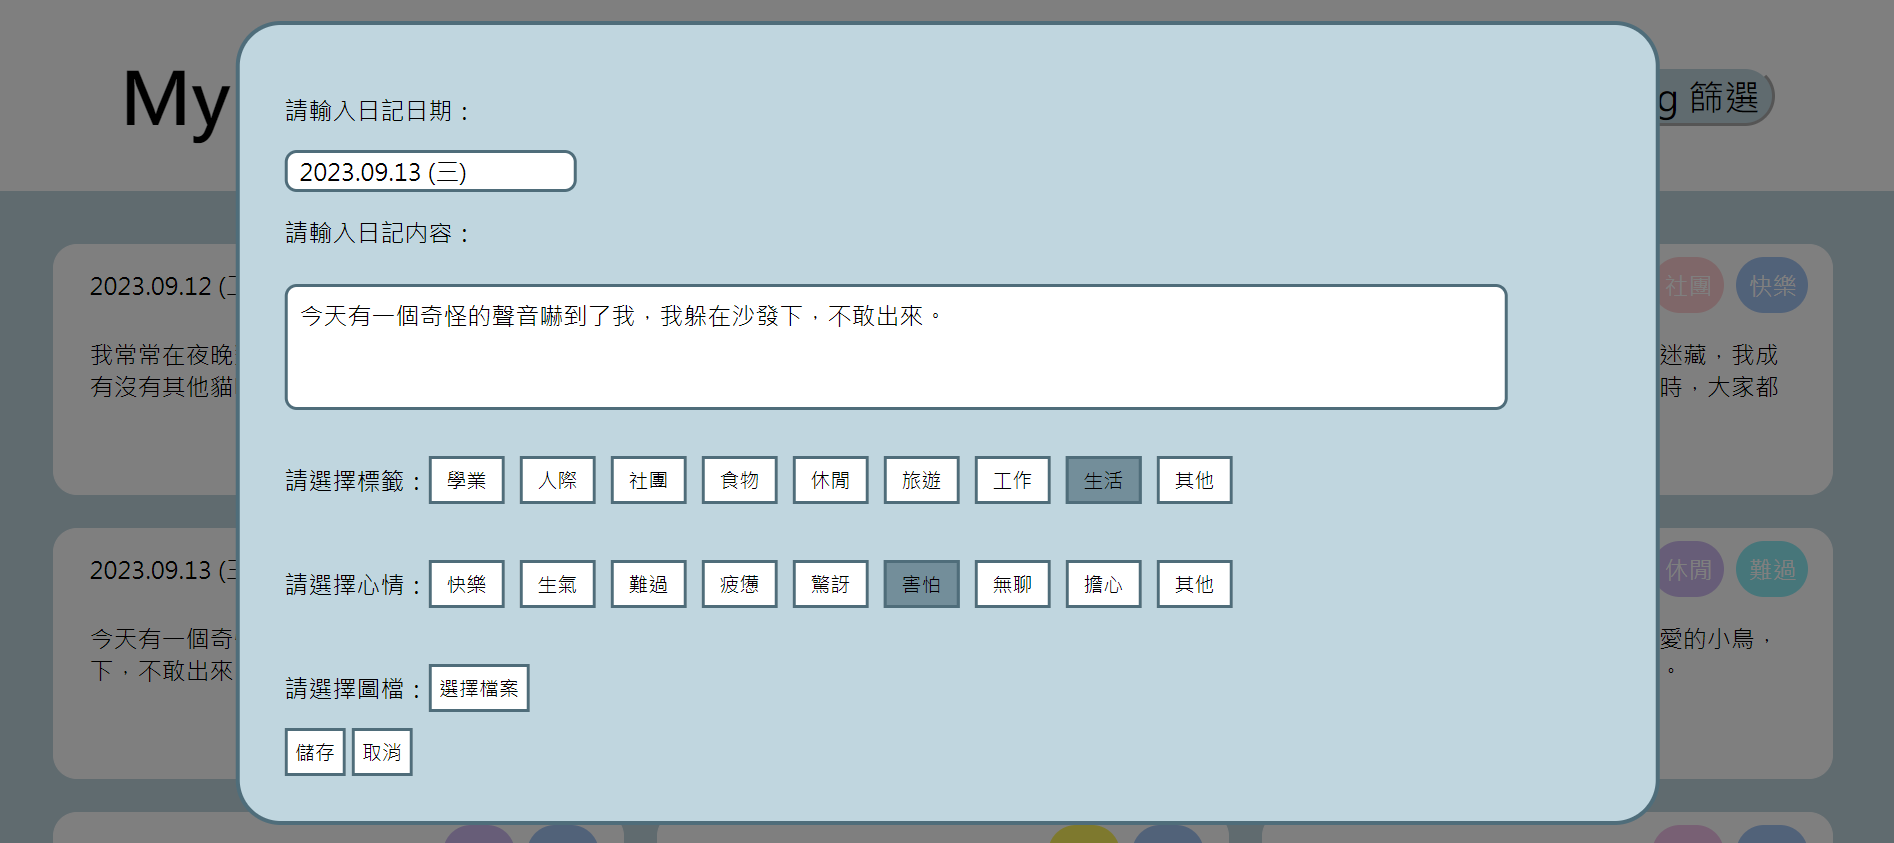 My
g 篩選
請輸入日記日期：
2023.09.13 (三)
請輸入日記内容：
今天有一個奇怪的聲音嚇到了我，我躲在沙發下，不敢出來。
請選擇標籤：學業 人際 社團 食物 休閒 旅遊 工作 生活 其他
請選擇心情：快樂 生氣 難過 疲憊 驚訝 害怕 無聊 擔心 其他
請選擇圖檔：選擇檔案
儲存 取消
2023.09.12 (
我常常在夜晚
有沒有其他貓
社團 快樂
迷藏，我成
時，大家都
2023.09.13 (三
今天有一個奇
下，不敢出來
休閒 難過
愛的小鳥，
。